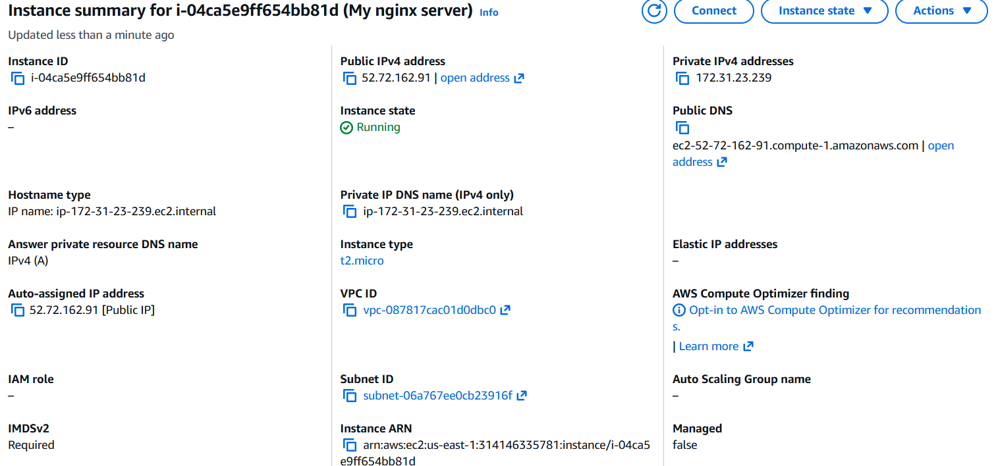 Instance summary for i-04ca5e9ff654bb81d (My nginx server) Info
Connect
Instance state
Actions
Updated less than a minute ago
Instance ID
i-04ca5e9ff654bb81d
Public IPv4 address
52.72.162.91 | open address
Private IPv4 addresses
172.31.23.239
IPv6 address
–
Instance state
Running
Public DNS
ec2-52-72-162-91.compute-1.amazonaws.com | open
address
Hostname type
IP name: ip-172-31-23-239.ec2.internal
Private IP DNS name (IPv4 only)
ip-172-31-23-239.ec2.internal
Answer private resource DNS name
IPv4 (A)
Instance type
t2.micro
Elastic IP addresses
–
Auto-assigned IP address
52.72.162.91 [Public IP]
VPC ID
vpc-087817cac01d0dbc0
AWS Compute Optimizer finding
Opt-in to AWS Compute Optimizer for recommendation
s.
| Learn more
IAM role
–
Subnet ID
subnet-06a767ee0cb23916f
Auto Scaling Group name
–
IMDSv2
Required
Instance ARN
arn:aws:ec2:us-east-1:314146335781:instance/i-04ca5
e9ff654bb81d
Managed
false